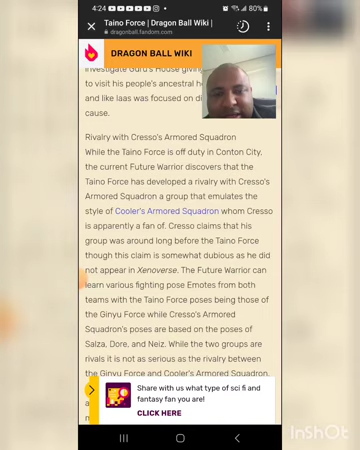 4:24
80%
Taino Force | Dragon Ball Wiki |
dragonball.fandom.com
DRAGON BALL WIKI
investigate Guru's House giving
to visit his people's ancestral
and like Iaas was focused on
cause.
Rivalry with Cresso's Armored Squadron
While the Taino Force is off duty in Conton City,
the current Future Warrior discovers that the
Taino Force has developed a rivalry with Cresso's
Armored Squadron a group that emulates the
style of Cooler's Armored Squadron whom Cresso
is apparently a fan of. Cresso claims that his
group was around long before the Taino Force
though this claim is somewhat dubious as he did
not appear in Xenoverse. The Future Warrior can
learn various fighting pose Emotes from both
teams with the Taino Force poses being those of
the Ginyu Force while Cresso's Armored
Squadron's poses are based on the poses of
Salza, Dore, and Neiz. While the two groups are
rivals it is not as serious as the rivalry between
the Ginyu Force and Cooler's Armored Squadron.
Share with us what type of sci fi and
fantasy fan you are!
CLICK HERE
InShOt